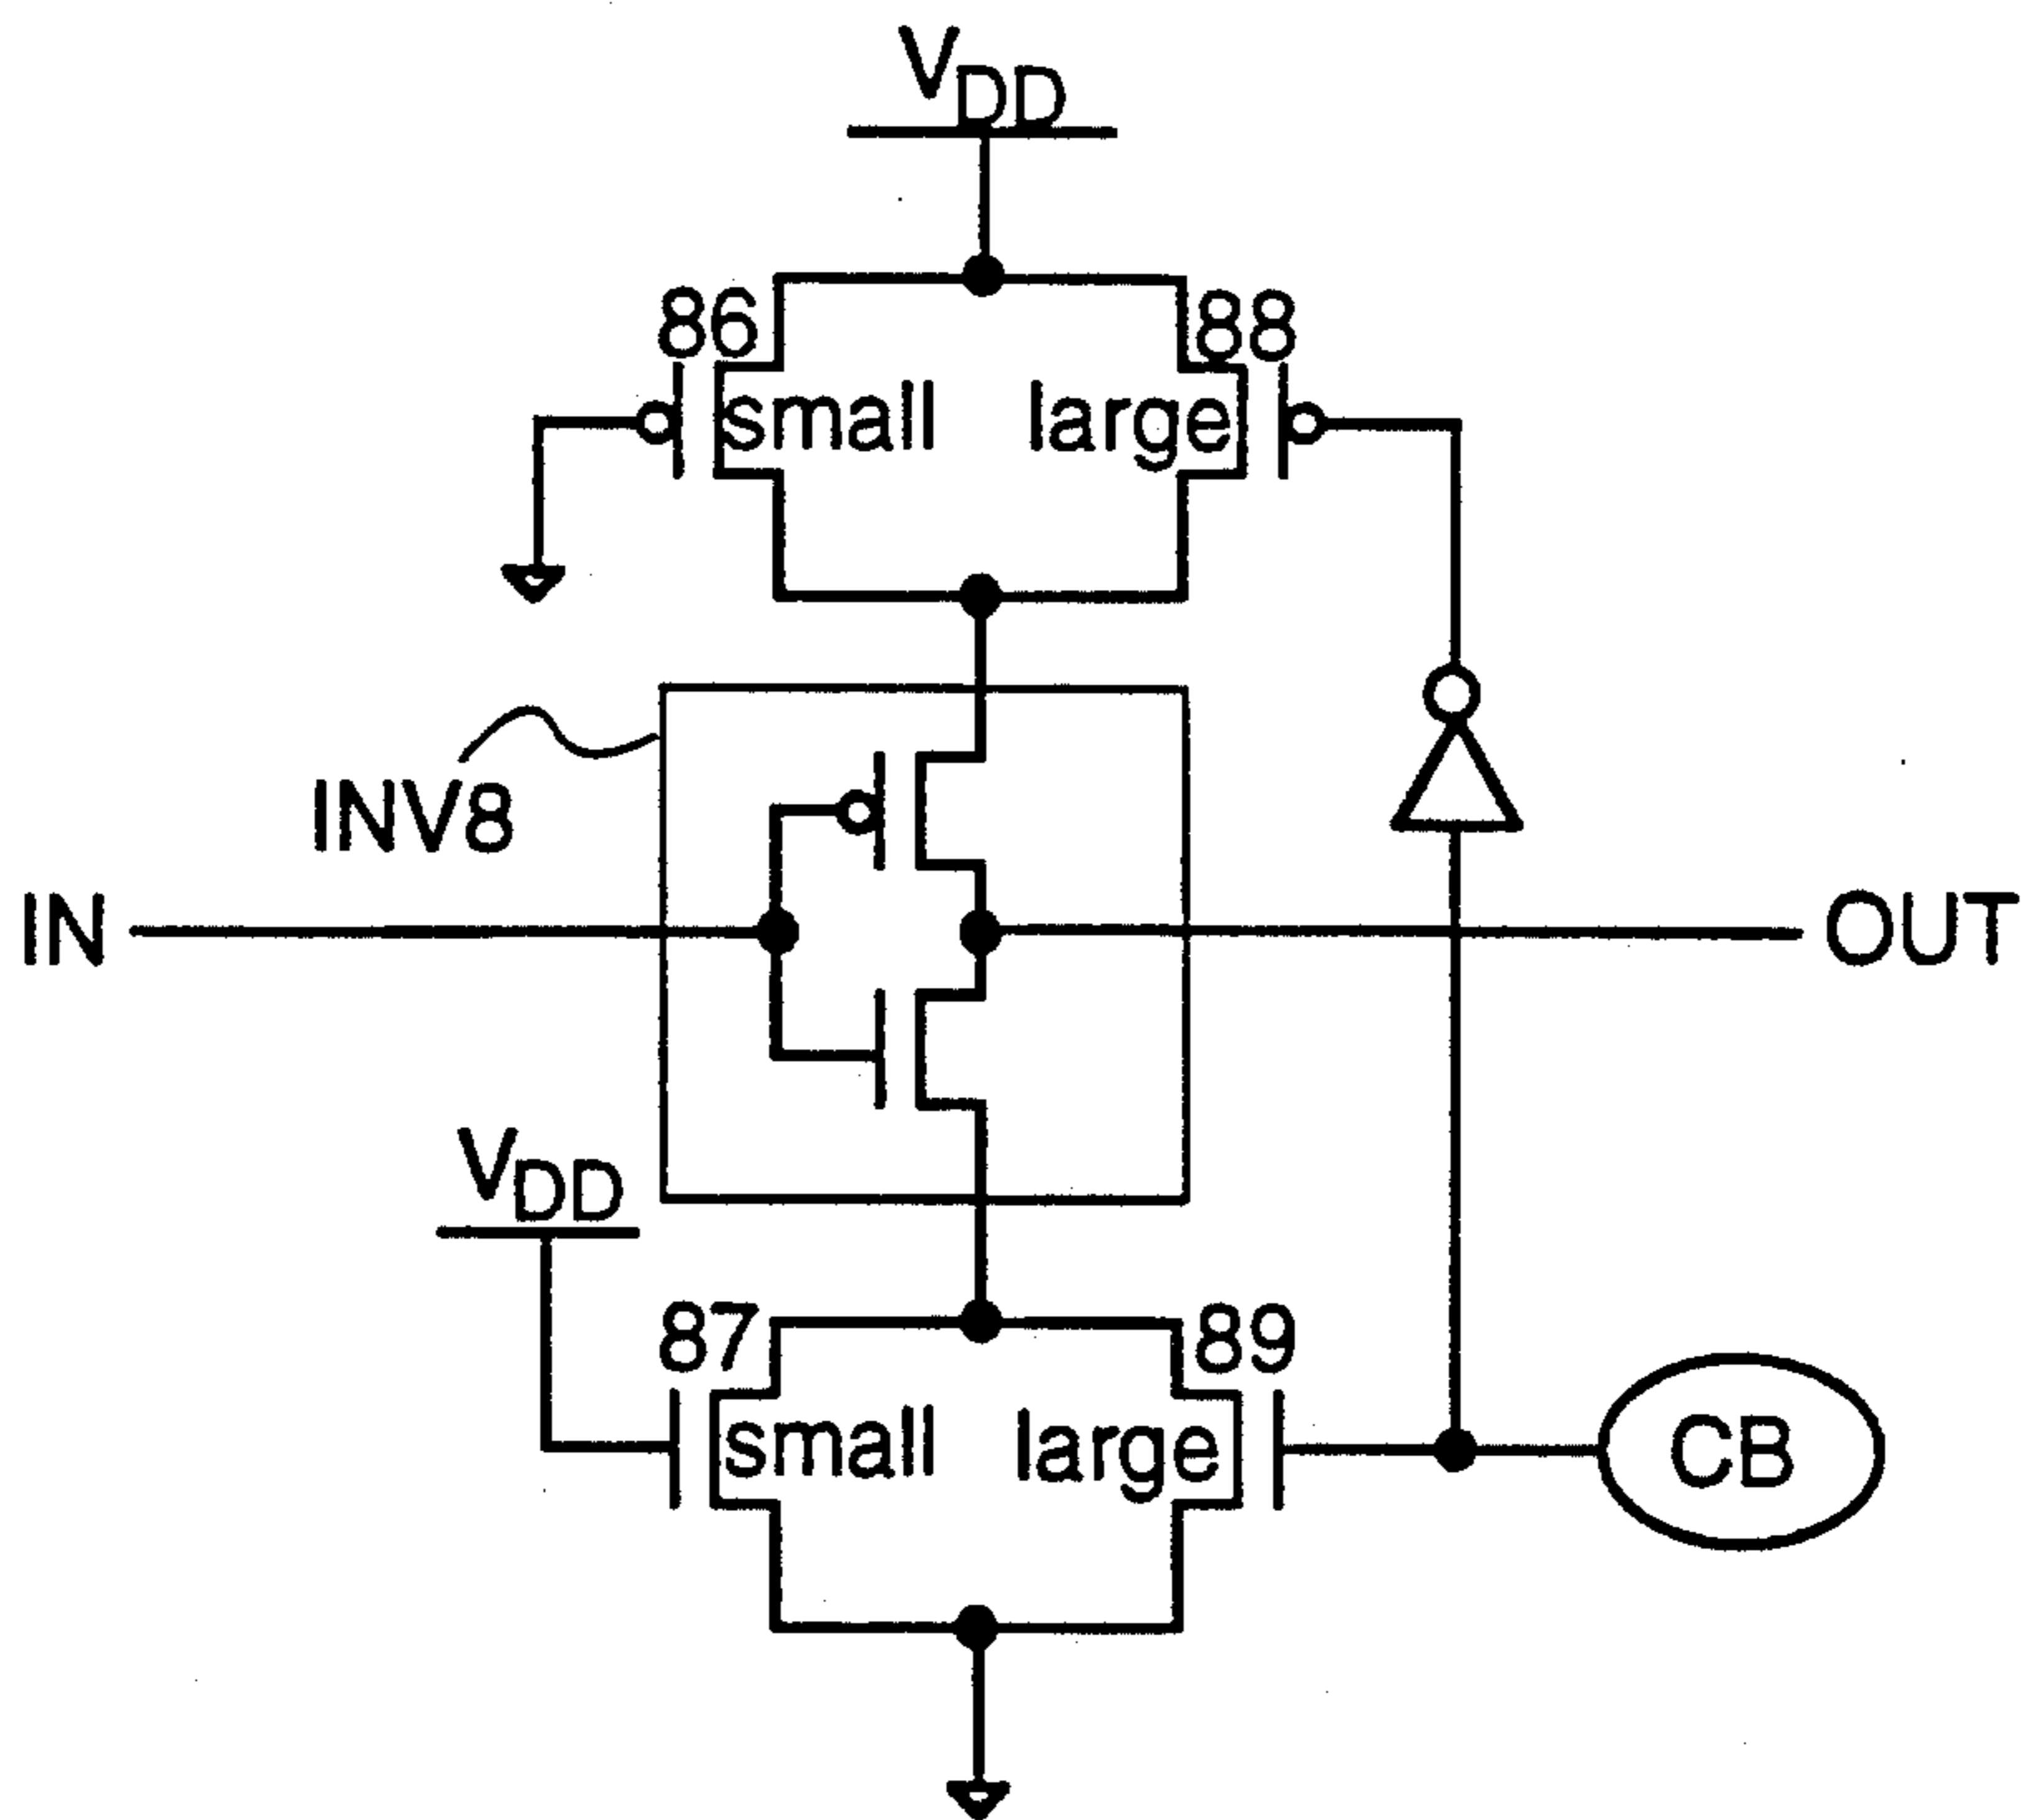 VDD
86 88
small large
INV8
IN OUT
VDD
87 89
small large
CB